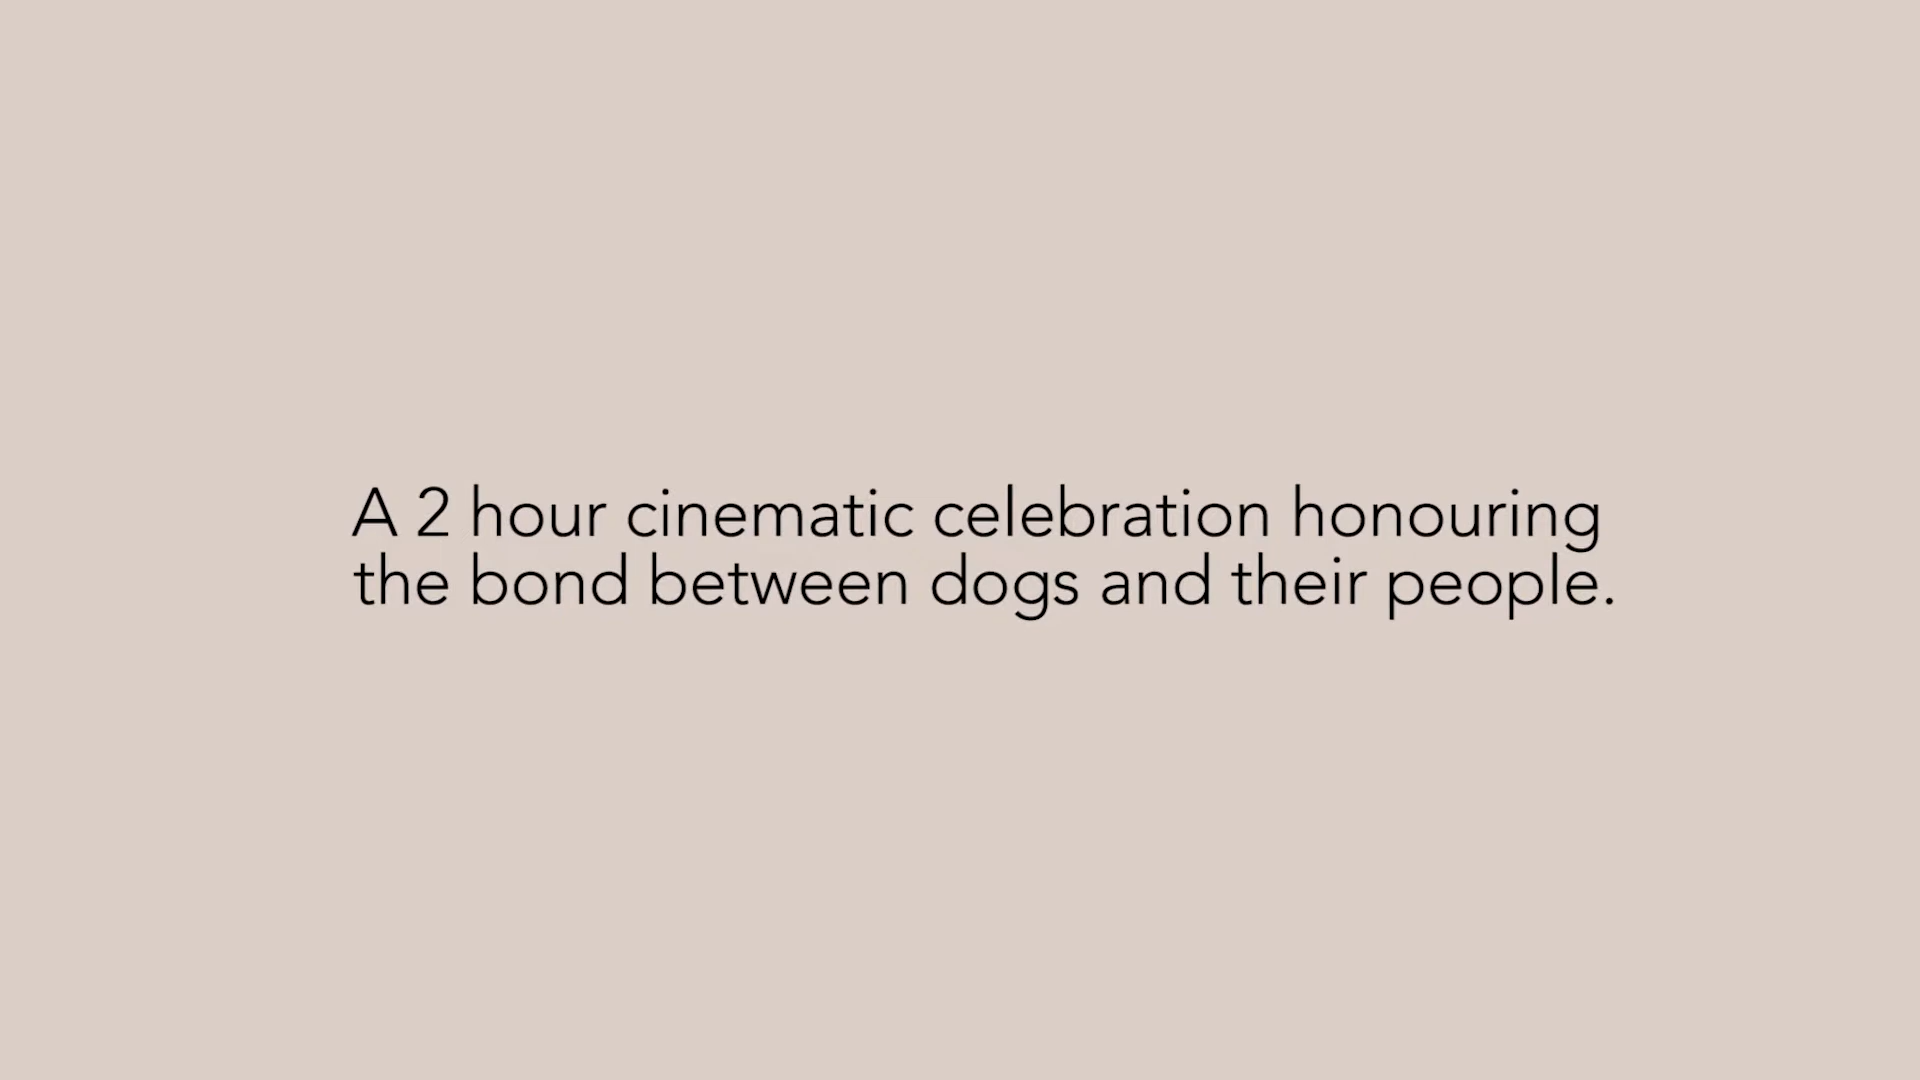 A 2 hour cinematic celebration honouring
the bond between dogs and their people.